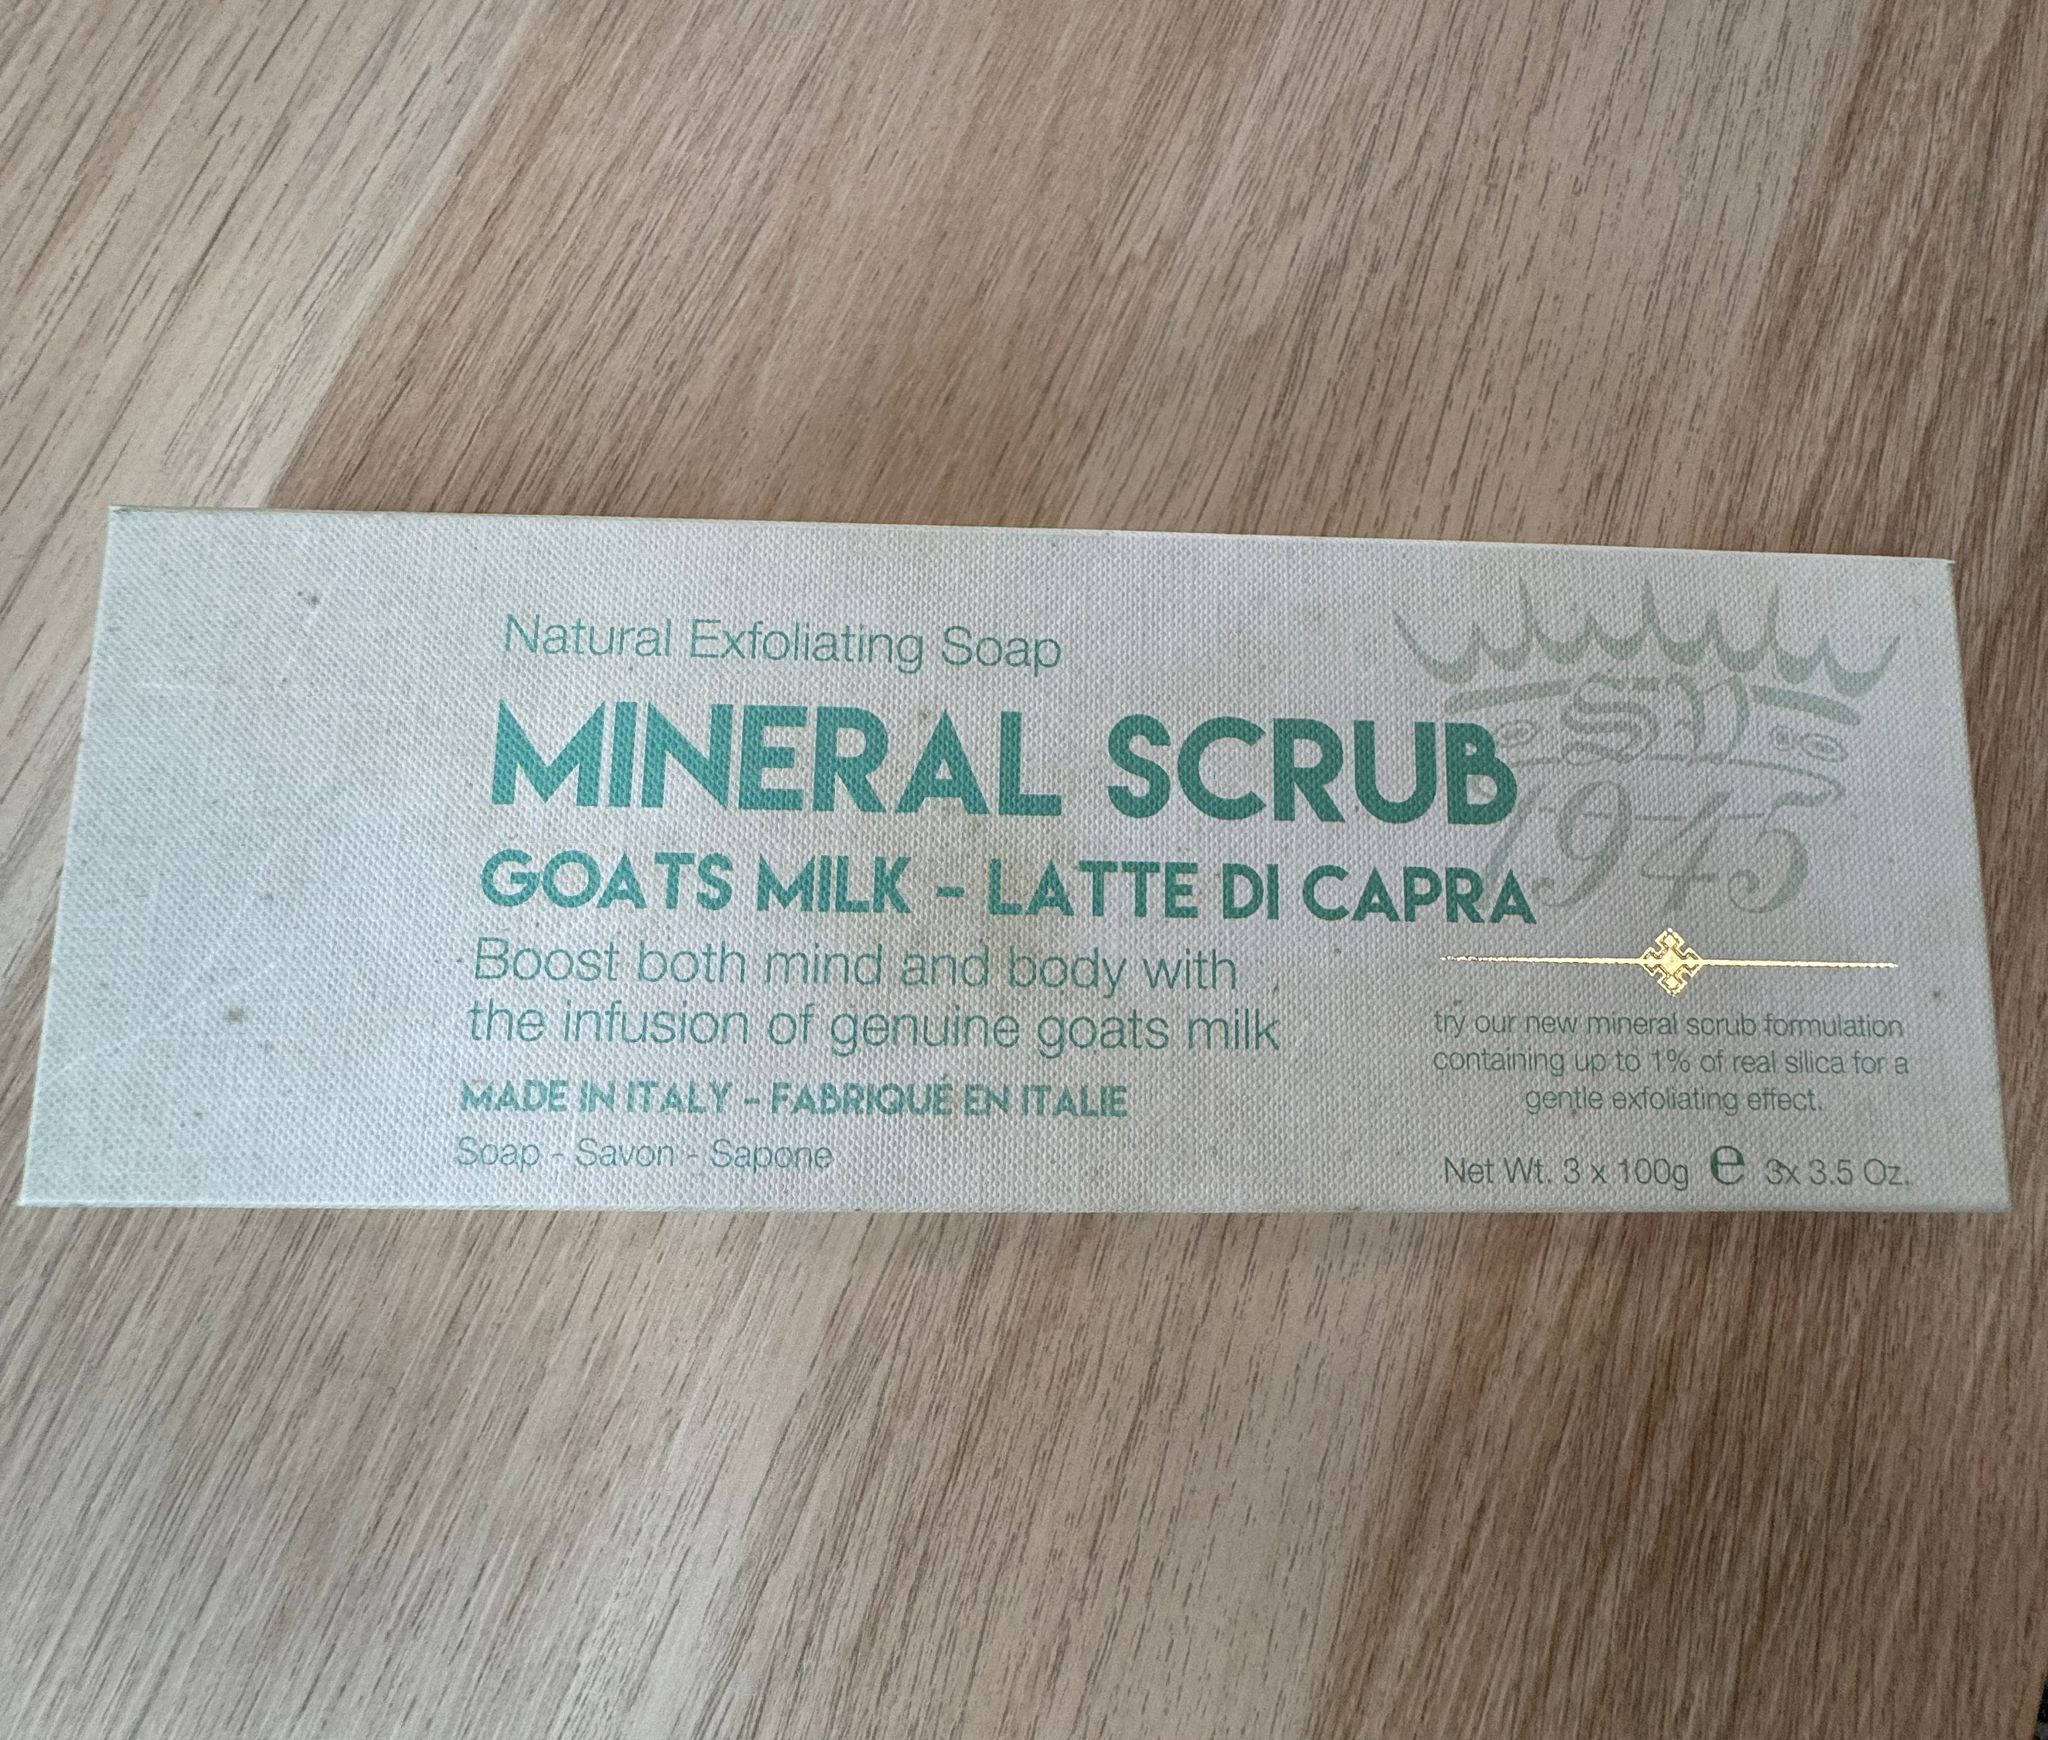 Natural Exfoliating Soap
MINERAL SCRUB
GOATS MILK - LATTE DI CAPRA
Boost both mind and body with
the infusion of genuine goats milk
MADE IN ITALY - FABRIQUÉ EN ITALIE
Soap - Savon - Sapone
1945
try our new mineral scrub formulation
containing up to 1% of real silica for a
gentle exfoliating effect.
Net Wt. 3 x 100g e 3x 3.5 Oz.